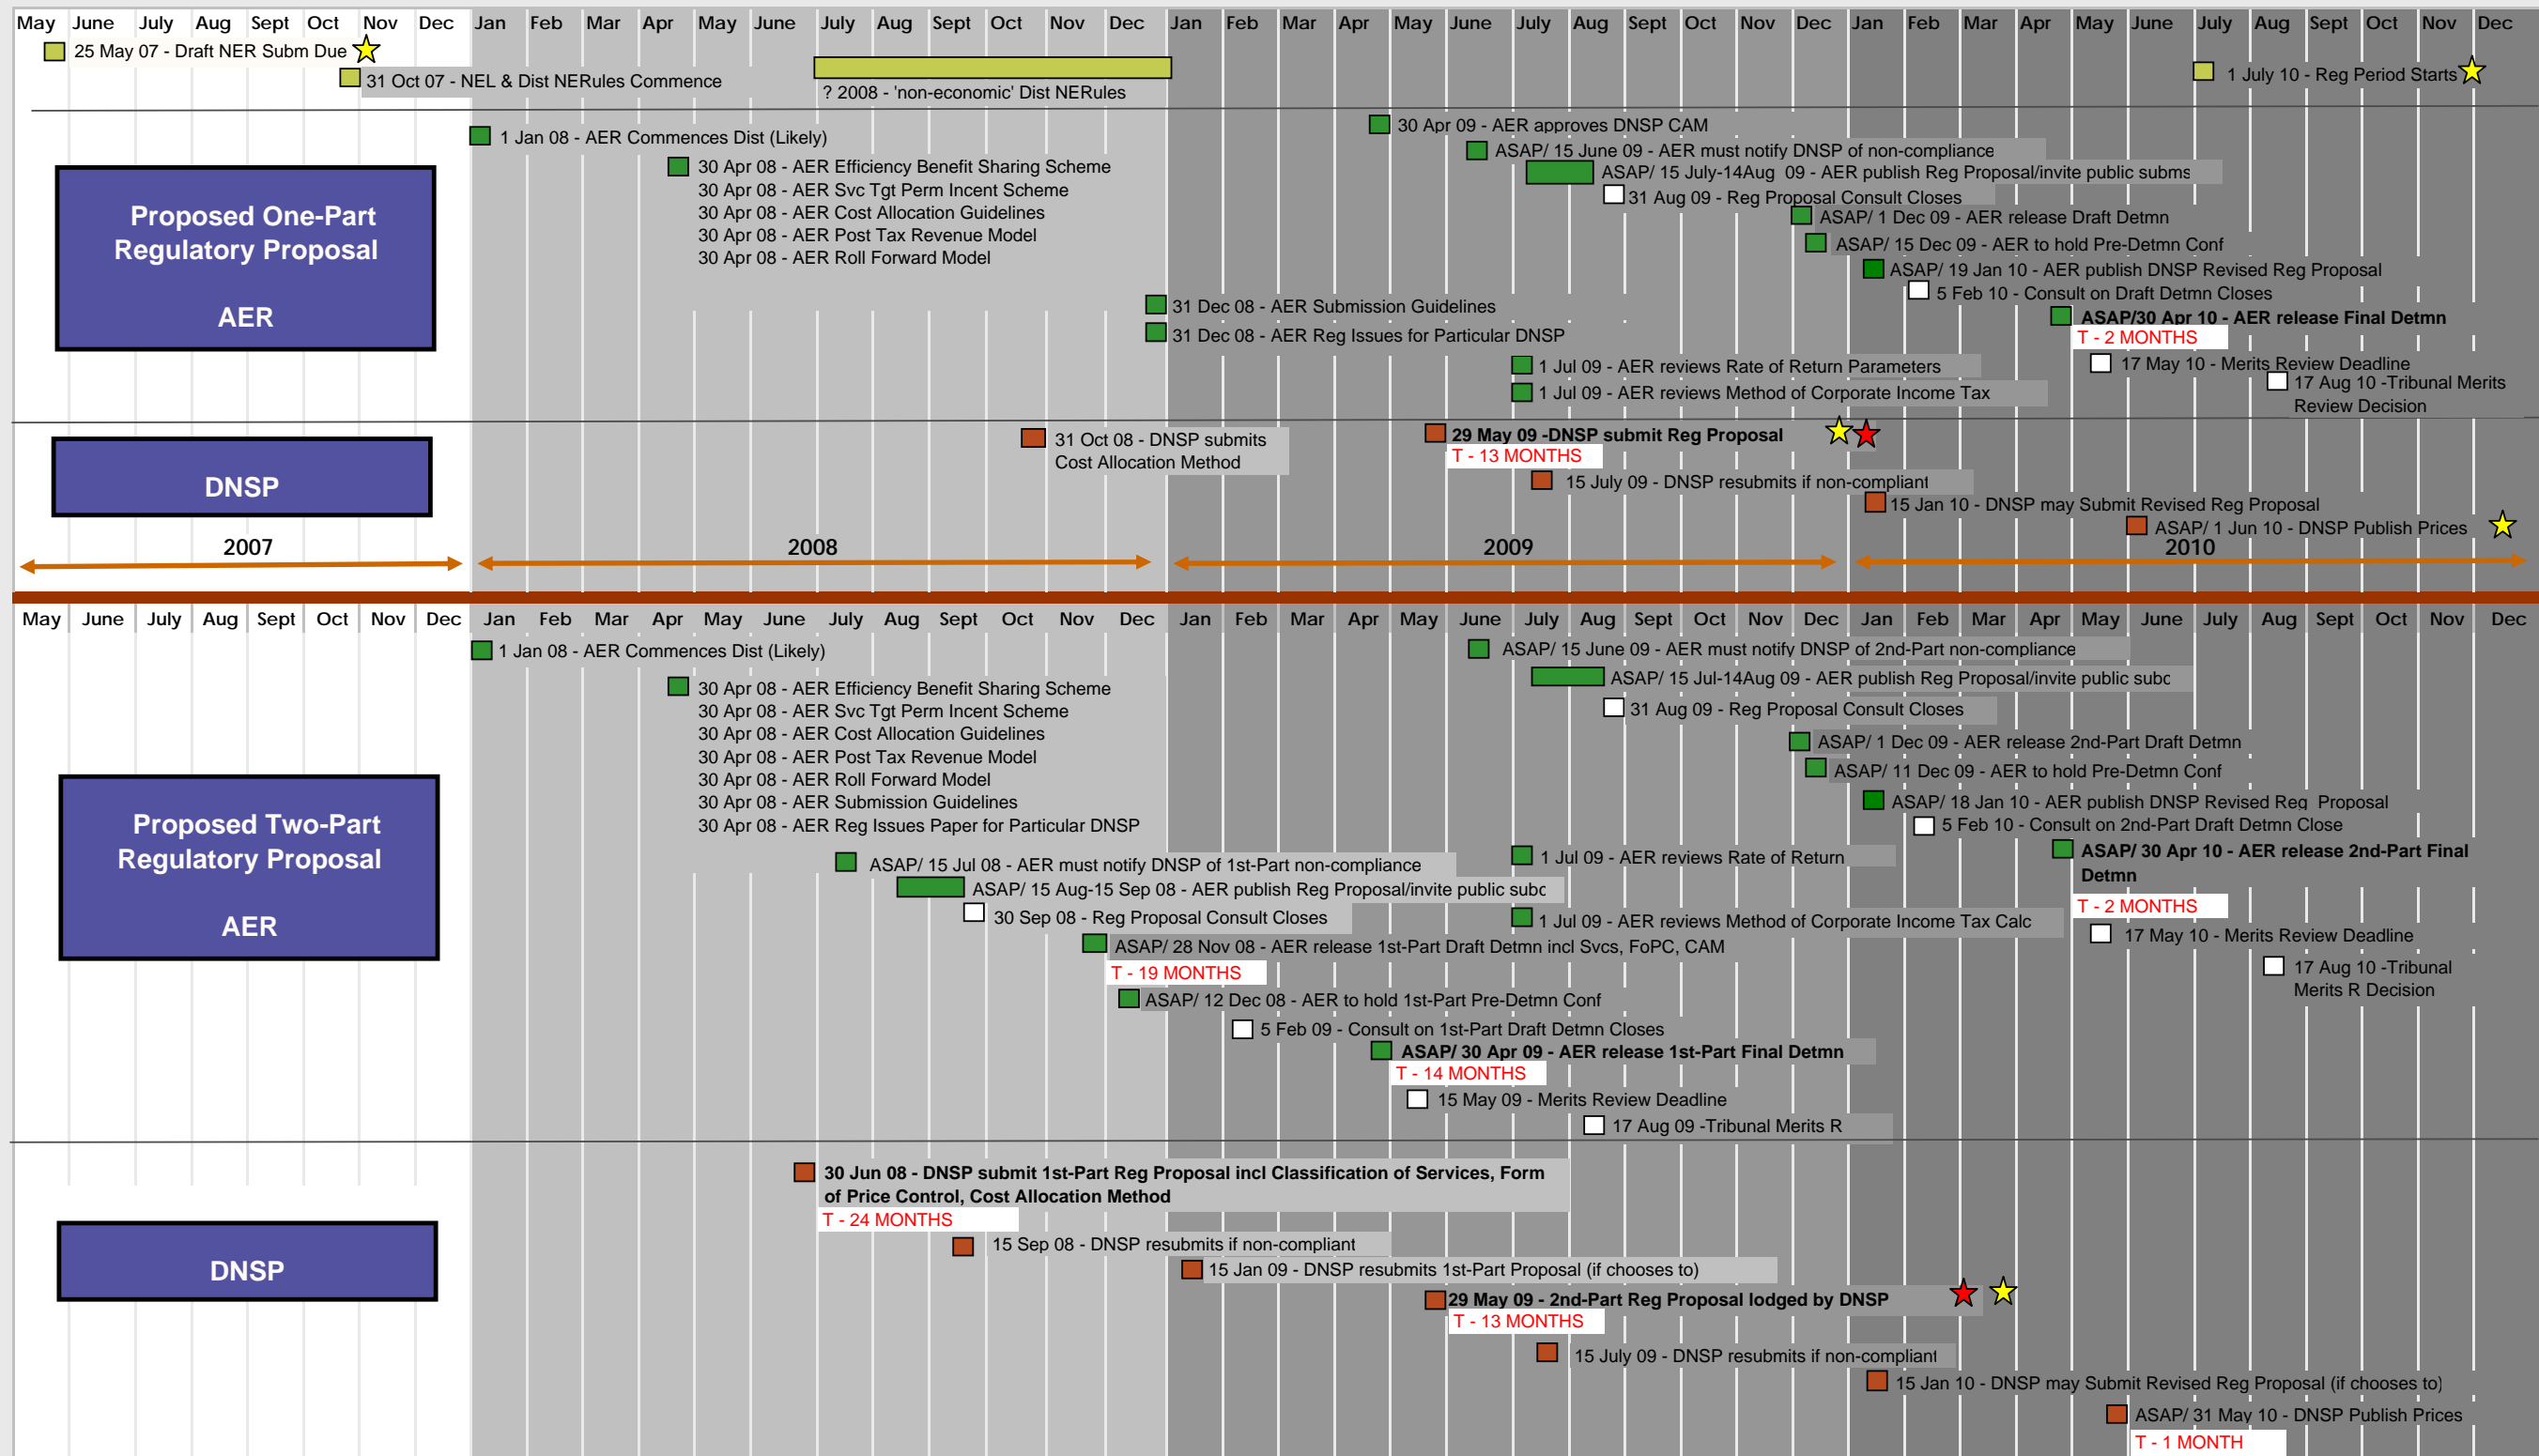 May June July Aug Sept Oct Nov Dec Jan Feb Mar Apr May June July Aug Sept Oct Nov Dec Jan Feb Mar Apr May June July Aug Sept Oct Nov Dec Jan Feb Mar Apr May June July Aug Sept Oct Nov Dec
25 May 07 - Draft NER Subm Due
31 Oct 07 - NEL & Dist NERules Commence
? 2008 - 'non-economic' Dist NERules
1 July 10 - Reg Period Starts
Proposed One-Part
Regulatory Proposal
AER
1 Jan 08 - AER Commences Dist (Likely)
30 Apr 08 - AER Efficiency Benefit Sharing Scheme
30 Apr 08 - AER Svc Tgt Perm Incent Scheme
30 Apr 08 - AER Cost Allocation Guidelines
30 Apr 08 - AER Post Tax Revenue Model
30 Apr 08 - AER Roll Forward Model
31 Dec 08 - AER Submission Guidelines
31 Dec 08 - AER Reg Issues for Particular DNSP
30 Apr 09 - AER approves DNSP CAM
ASAP/ 15 June 09 - AER must notify DNSP of non-compliance
ASAP/ 15 July-14Aug 09 - AER publish Reg Proposal/invite public subms
31 Aug 09 - Reg Proposal Consult Closes
ASAP/ 1 Dec 09 - AER release Draft Detmn
ASAP/ 15 Dec 09 - AER to hold Pre-Detmn Conf
ASAP/ 19 Jan 10 - AER publish DNSP Revised Reg Proposal
5 Feb 10 - Consult on Draft Detmn Closes
ASAP/30 Apr 10 - AER release Final Detmn
T - 2 MONTHS
1 Jul 09 - AER reviews Rate of Return Parameters
17 May 10 - Merits Review Deadline
1 Jul 09 - AER reviews Method of Corporate Income Tax
17 Aug 10 -Tribunal Merits
Review Decision
DNSP
31 Oct 08 - DNSP submits
Cost Allocation Method
29 May 09 -DNSP submit Reg Proposal
T - 13 MONTHS
15 July 09 - DNSP resubmits if non-compliant
15 Jan 10 - DNSP may Submit Revised Reg Proposal
ASAP/ 1 Jun 10 - DNSP Publish Prices
2007 2008 2009 2010
May June July Aug Sept Oct Nov Dec Jan Feb Mar Apr May June July Aug Sept Oct Nov Dec Jan Feb Mar Apr May June July Aug Sept Oct Nov Dec Jan Feb Mar Apr May June July Aug Sept Oct Nov Dec
Proposed Two-Part
Regulatory Proposal
AER
1 Jan 08 - AER Commences Dist (Likely)
30 Apr 08 - AER Efficiency Benefit Sharing Scheme
30 Apr 08 - AER Svc Tgt Perm Incent Scheme
30 Apr 08 - AER Cost Allocation Guidelines
30 Apr 08 - AER Post Tax Revenue Model
30 Apr 08 - AER Roll Forward Model
30 Apr 08 - AER Submission Guidelines
30 Apr 08 - AER Reg Issues Paper for Particular DNSP
ASAP/ 15 Jul 08 - AER must notify DNSP of 1st-Part non-compliance
ASAP/ 15 Aug-15 Sep 08 - AER publish Reg Proposal/invite public subc
30 Sep 08 - Reg Proposal Consult Closes
ASAP/ 28 Nov 08 - AER release 1st-Part Draft Detmn incl Svcs, FoPC, CAM
T - 19 MONTHS
ASAP/ 12 Dec 08 - AER to hold 1st-Part Pre-Detmn Conf
5 Feb 09 - Consult on 1st-Part Draft Detmn Closes
ASAP/ 30 Apr 09 - AER release 1st-Part Final Detmn
T - 14 MONTHS
15 May 09 - Merits Review Deadline
17 Aug 09 -Tribunal Merits R
ASAP/ 15 June 09 - AER must notify DNSP of 2nd-Part non-compliance
ASAP/ 15 Jul-14Aug 09 - AER publish Reg Proposal/invite public subc
31 Aug 09 - Reg Proposal Consult Closes
ASAP/ 1 Dec 09 - AER release 2nd-Part Draft Detmn
ASAP/ 11 Dec 09 - AER to hold Pre-Detmn Conf
ASAP/ 18 Jan 10 - AER publish DNSP Revised Reg Proposal
5 Feb 10 - Consult on 2nd-Part Draft Detmn Close
1 Jul 09 - AER reviews Rate of Return
ASAP/ 30 Apr 10 - AER release 2nd-Part Final
Detmn
T - 2 MONTHS
1 Jul 09 - AER reviews Method of Corporate Income Tax Calc
17 May 10 - Merits Review Deadline
17 Aug 10 -Tribunal
Merits R Decision
DNSP
30 Jun 08 - DNSP submit 1st-Part Reg Proposal incl Classification of Services, Form
of Price Control, Cost Allocation Method
T - 24 MONTHS
15 Sep 08 - DNSP resubmits if non-compliant
15 Jan 09 - DNSP resubmits 1st-Part Proposal (if chooses to)
29 May 09 - 2nd-Part Reg Proposal lodged by DNSP
T - 13 MONTHS
15 July 09 - DNSP resubmits if non-compliant
15 Jan 10 - DNSP may Submit Revised Reg Proposal (if chooses to)
ASAP/ 31 May 10 - DNSP Publish Prices
T - 1 MONTH